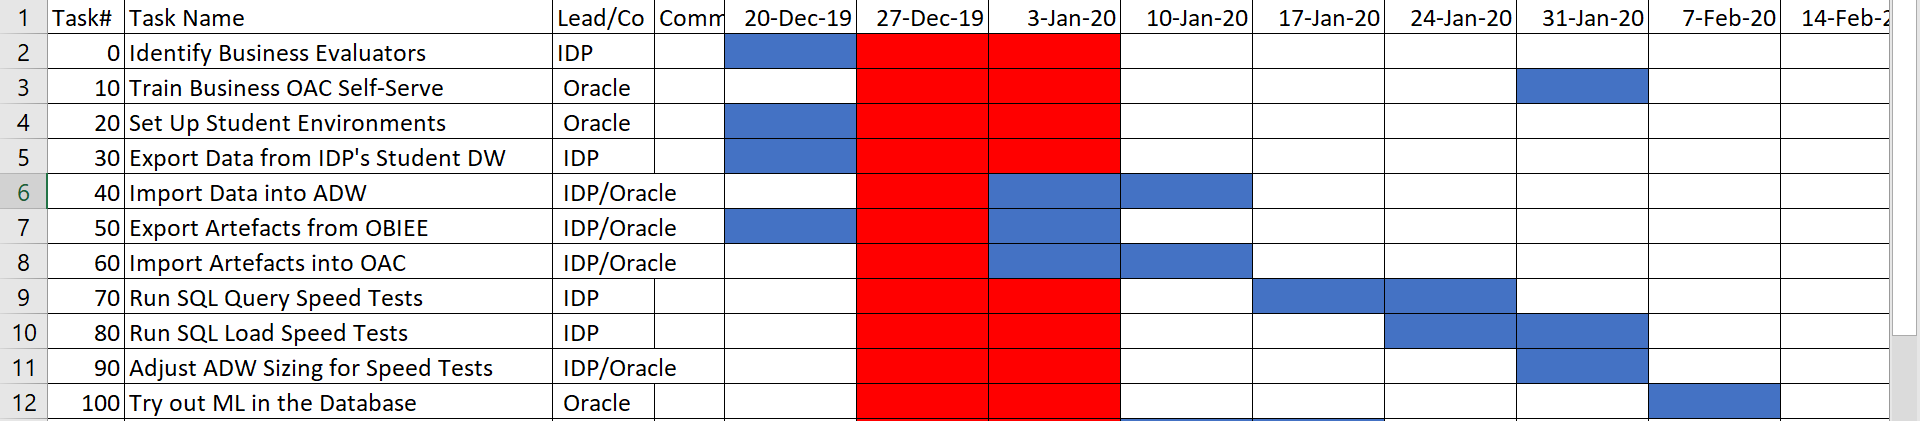 1 Task# Task Name Lead/Co Comm 20-Dec-19 27-Dec-19 3-Jan-20 10-Jan-20 17-Jan-20 24-Jan-20 31-Jan-20 7-Feb-20 14-Feb-2
2 0 Identify Business Evaluators IDP
3 10 Train Business OAC Self-Serve Oracle
4 20 Set Up Student Environments Oracle
5 30 Export Data from IDP's Student DW IDP
6 40 Import Data into ADW IDP/Oracle
7 50 Export Artefacts from OBIEE IDP/Oracle
8 60 Import Artefacts into OAC IDP/Oracle
9 70 Run SQL Query Speed Tests IDP
10 80 Run SQL Load Speed Tests IDP
11 90 Adjust ADW Sizing for Speed Tests IDP/Oracle
12 100 Try out ML in the Database Oracle